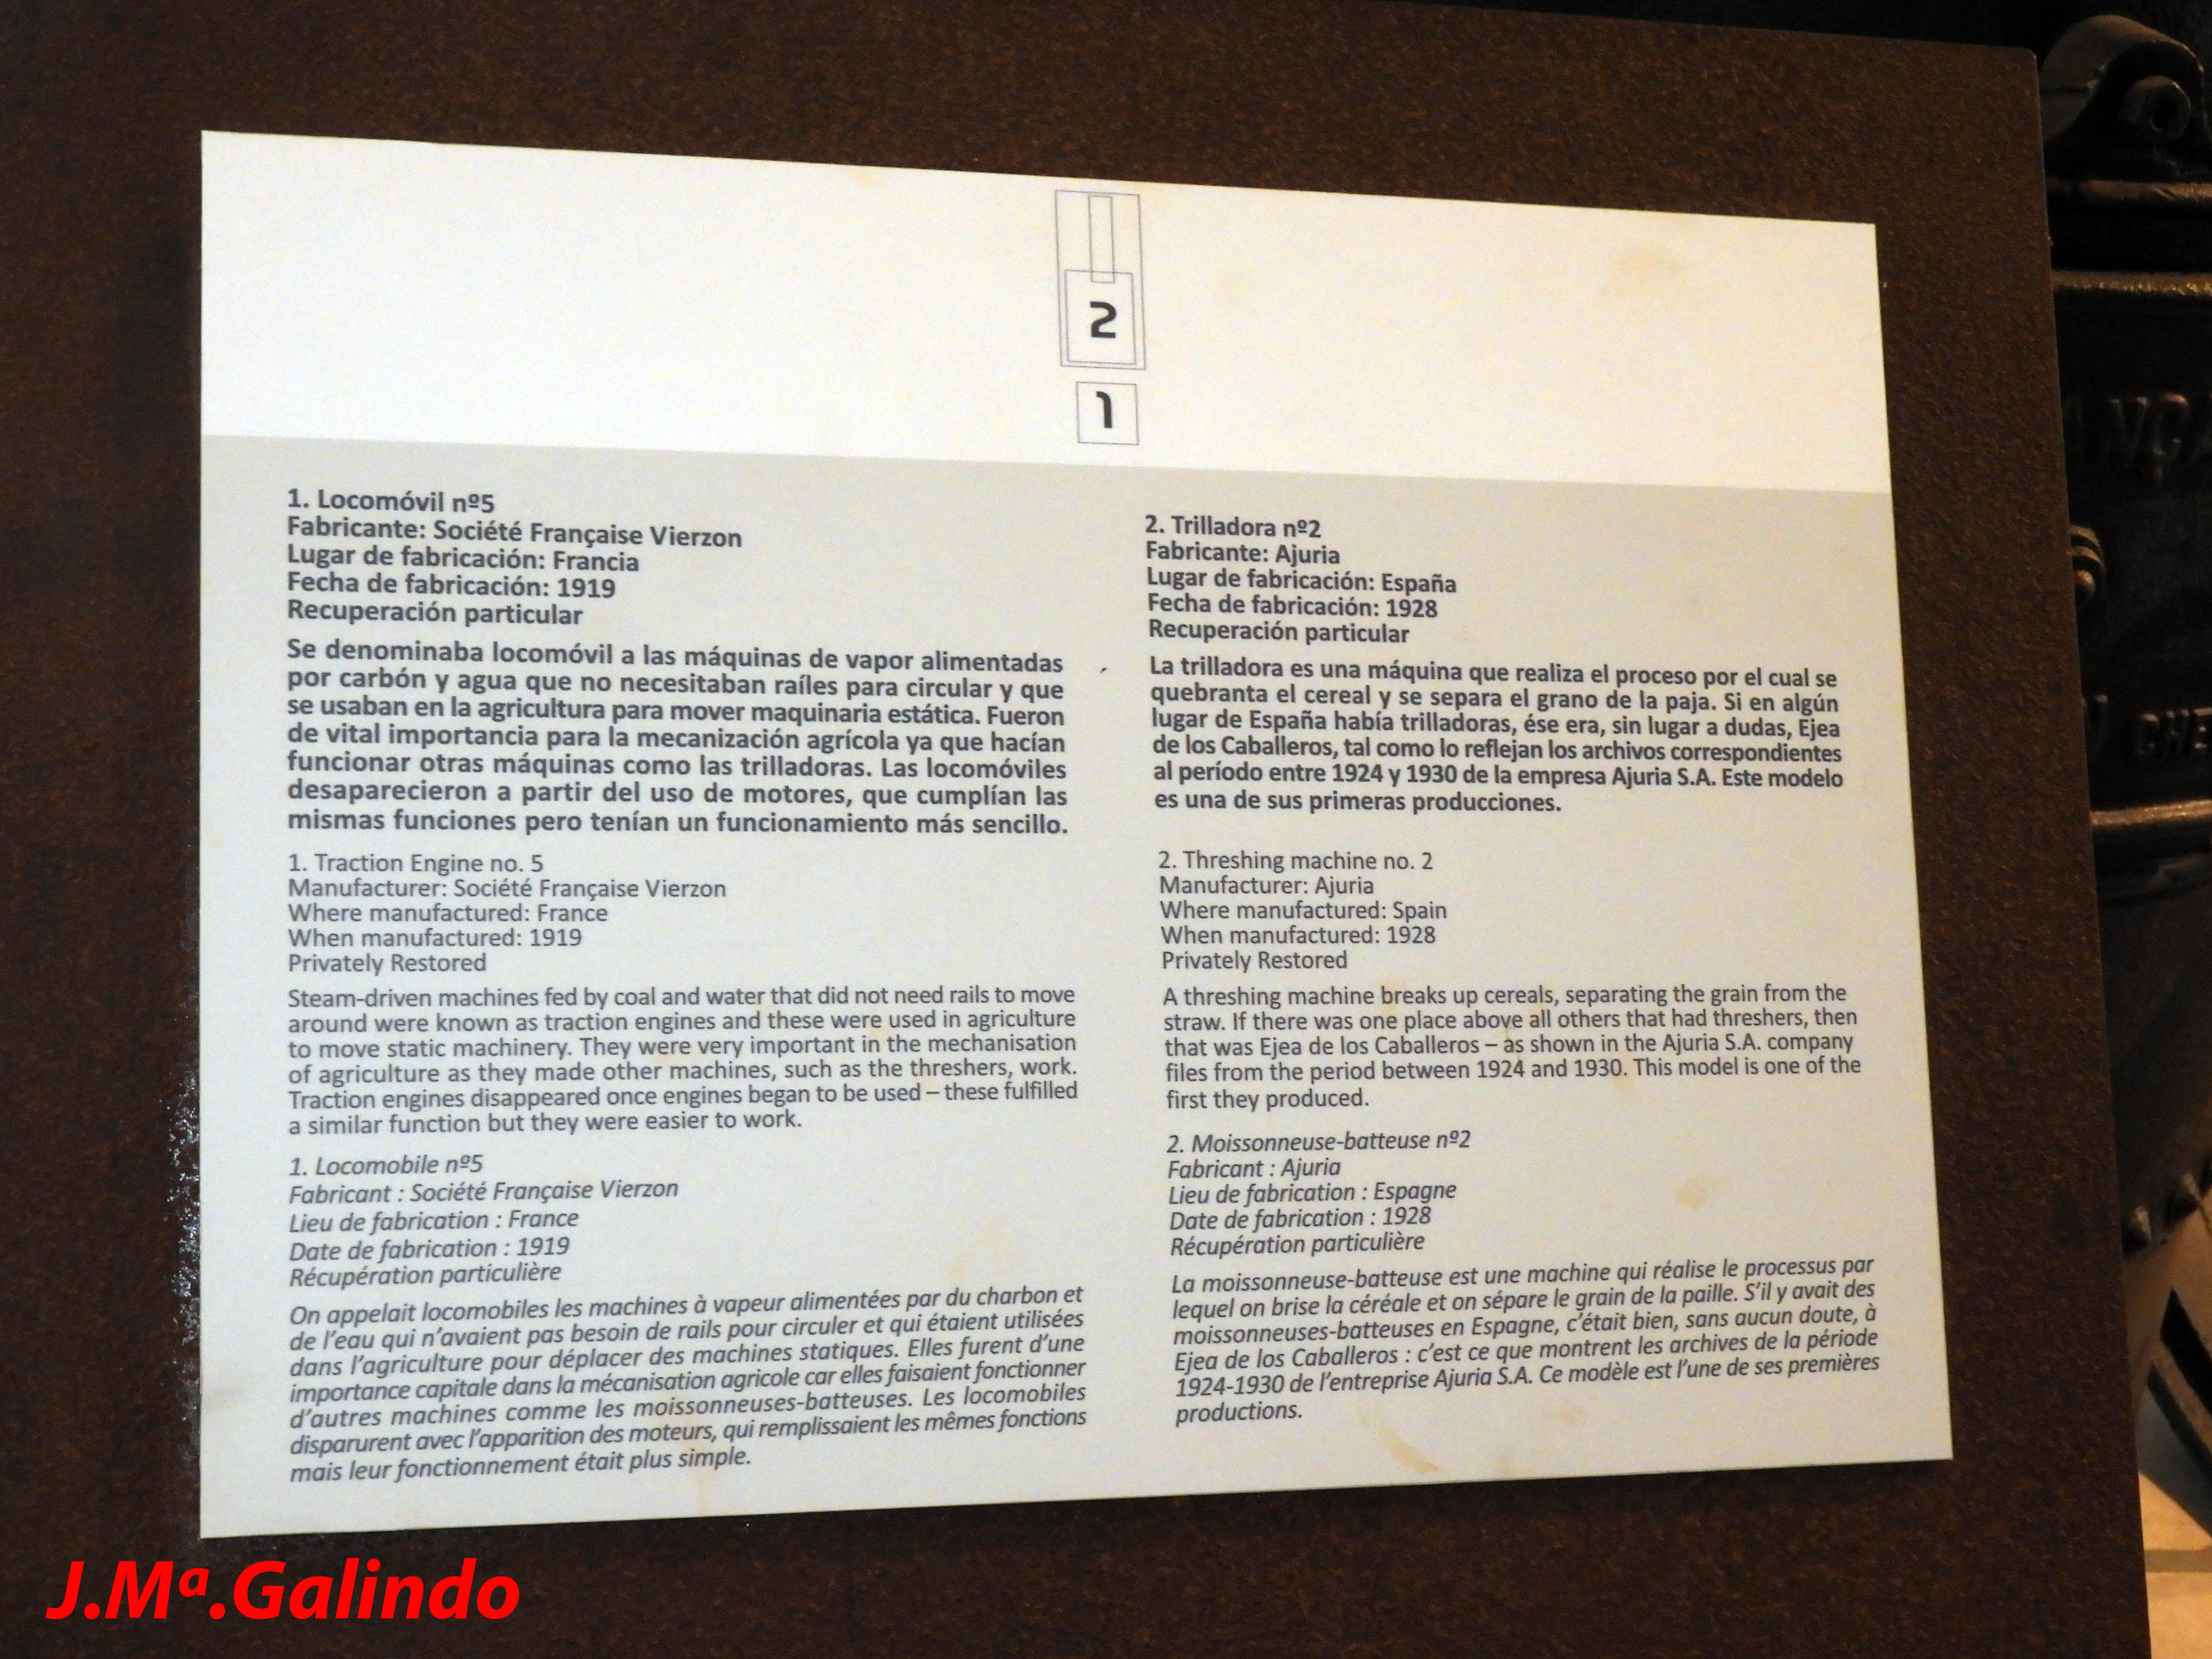 2
1
1. Locomóvil nº5
Fabricante: Société Française Vierzon
Lugar de fabricación: Francia
Fecha de fabricación: 1919
Recuperación particular
Se denominaba locomóvil a las máquinas de vapor alimentadas
por carbón y agua que no necesitaban raíles para circular y que
se usaban en la agricultura para mover maquinaria estática. Fueron
de vital importancia para la mecanización agrícola ya que hacían
funcionar otras máquinas como las trilladoras. Las locomóviles
desaparecieron a partir del uso de motores, que cumplían las
mismas funciones pero tenían un funcionamiento más sencillo.
1. Traction Engine no. 5
Manufacturer: Société Française Vierzon
Where manufactured: France
When manufactured: 1919
Privately Restored
Steam-driven machines fed by coal and water that did not need rails to move
around were known as traction engines and these were used in agriculture
to move static machinery. They were very important in the mechanisation
of agriculture as they made other machines, such as the threshers, work.
Traction engines disappeared once engines began to be used – these fulfilled
a similar function but they were easier to work.
1. Locomobile nº5
Fabricant : Société Française Vierzon
Lieu de fabrication : France
Date de fabrication : 1919
Récupération particulière
On appelait locomobiles les machines à vapeur alimentées par du charbon et
de l'eau qui n'avaient pas besoin de rails pour circuler et qui étaient utilisées
dans l'agriculture pour déplacer des machines statiques. Elles furent d'une
importance capitale dans la mécanisation agricole car elles faisaient fonctionner
d'autres machines comme les moissonneuses-batteuses. Les locomobiles
disparurent avec l'apparition des moteurs, qui remplissaient les mêmes fonctions
mais leur fonctionnement était plus simple.
2. Trilladora nº2
Fabricante: Ajuria
Lugar de fabricación: España
Fecha de fabricación: 1928
Recuperación particular
La trilladora es una máquina que realiza el proceso por el cual se
quebranta el cereal y se separa el grano de la paja. Si en algún
lugar de España había trilladoras, ése era, sin lugar a dudas, Ejea
de los Caballeros, tal como lo reflejan los archivos correspondientes
al período entre 1924 y 1930 de la empresa Ajuria S.A. Este modelo
es una de sus primeras producciones.
2. Threshing machine no. 2
Manufacturer: Ajuria
Where manufactured: Spain
When manufactured: 1928
Privately Restored
A threshing machine breaks up cereals, separating the grain from the
straw. If there was one place above all others that had threshers, then
that was Ejea de los Caballeros – as shown in the Ajuria S.A. company
files from the period between 1924 and 1930. This model is one of the
first they produced.
2. Moissonneuse-batteuse nº2
Fabricant : Ajuria
Lieu de fabrication : Espagne
Date de fabrication : 1928
Récupération particulière
La moissonneuse-batteuse est une machine qui réalise le processus par
lequel on brise la céréale et on sépare le grain de la paille. S'il y avait des
moissonneuses-batteuses en Espagne, c'était bien, sans aucun doute, à
Ejea de los Caballeros : c'est ce que montrent les archives de la période
1924-1930 de l'entreprise Ajuria S.A. Ce modèle est l'une de ses premières
productions.
J.Mª.Galindo